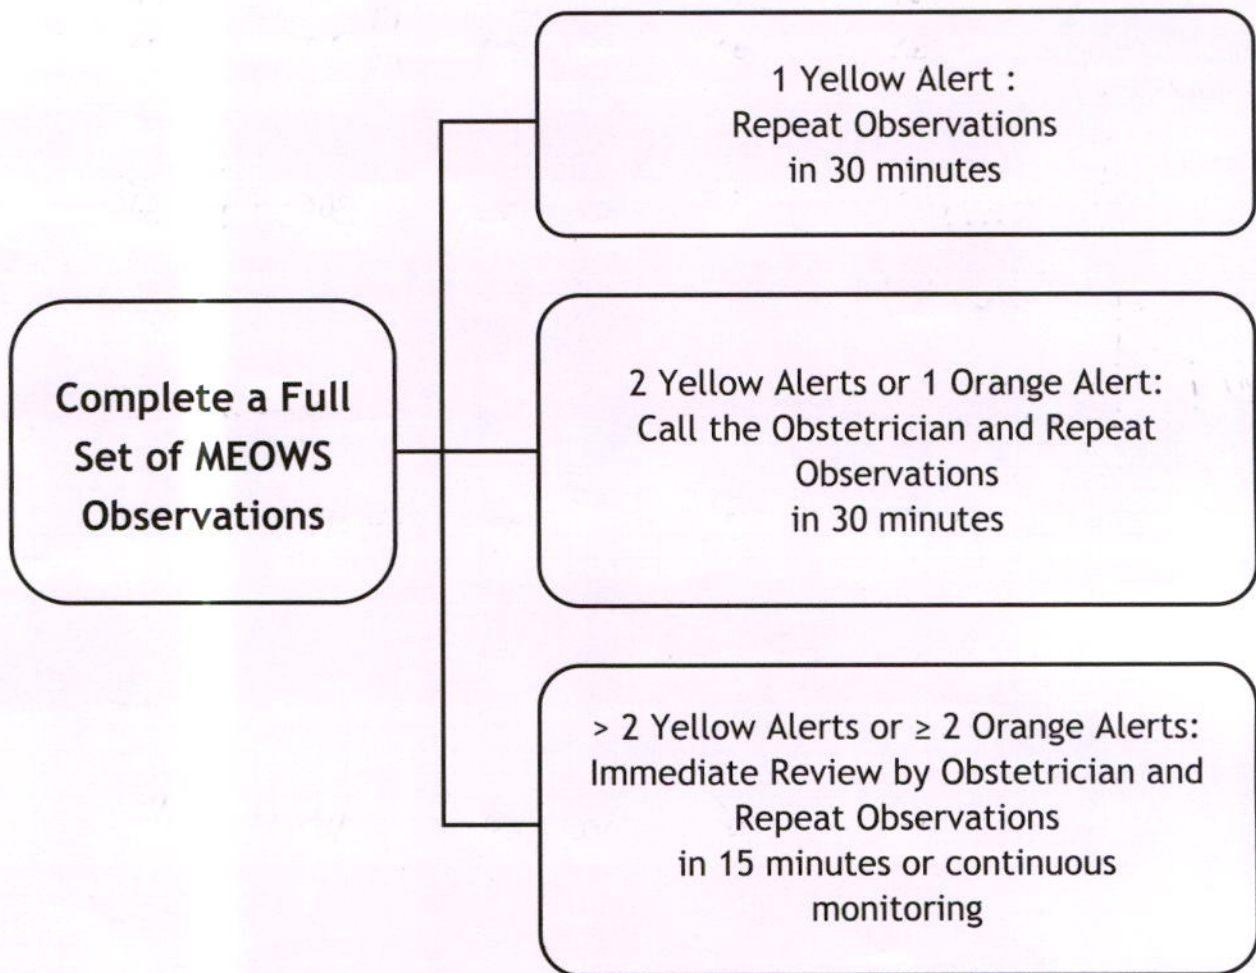 1 Yellow Alert :
Repeat Observations
in 30 minutes
Complete a Full
Set of MEOWS
Observations
2 Yellow Alerts or 1 Orange Alert:
Call the Obstetrician and Repeat
Observations
in 30 minutes
> 2 Yellow Alerts or ≥ 2 Orange Alerts:
Immediate Review by Obstetrician and
Repeat Observations
in 15 minutes or continuous
monitoring